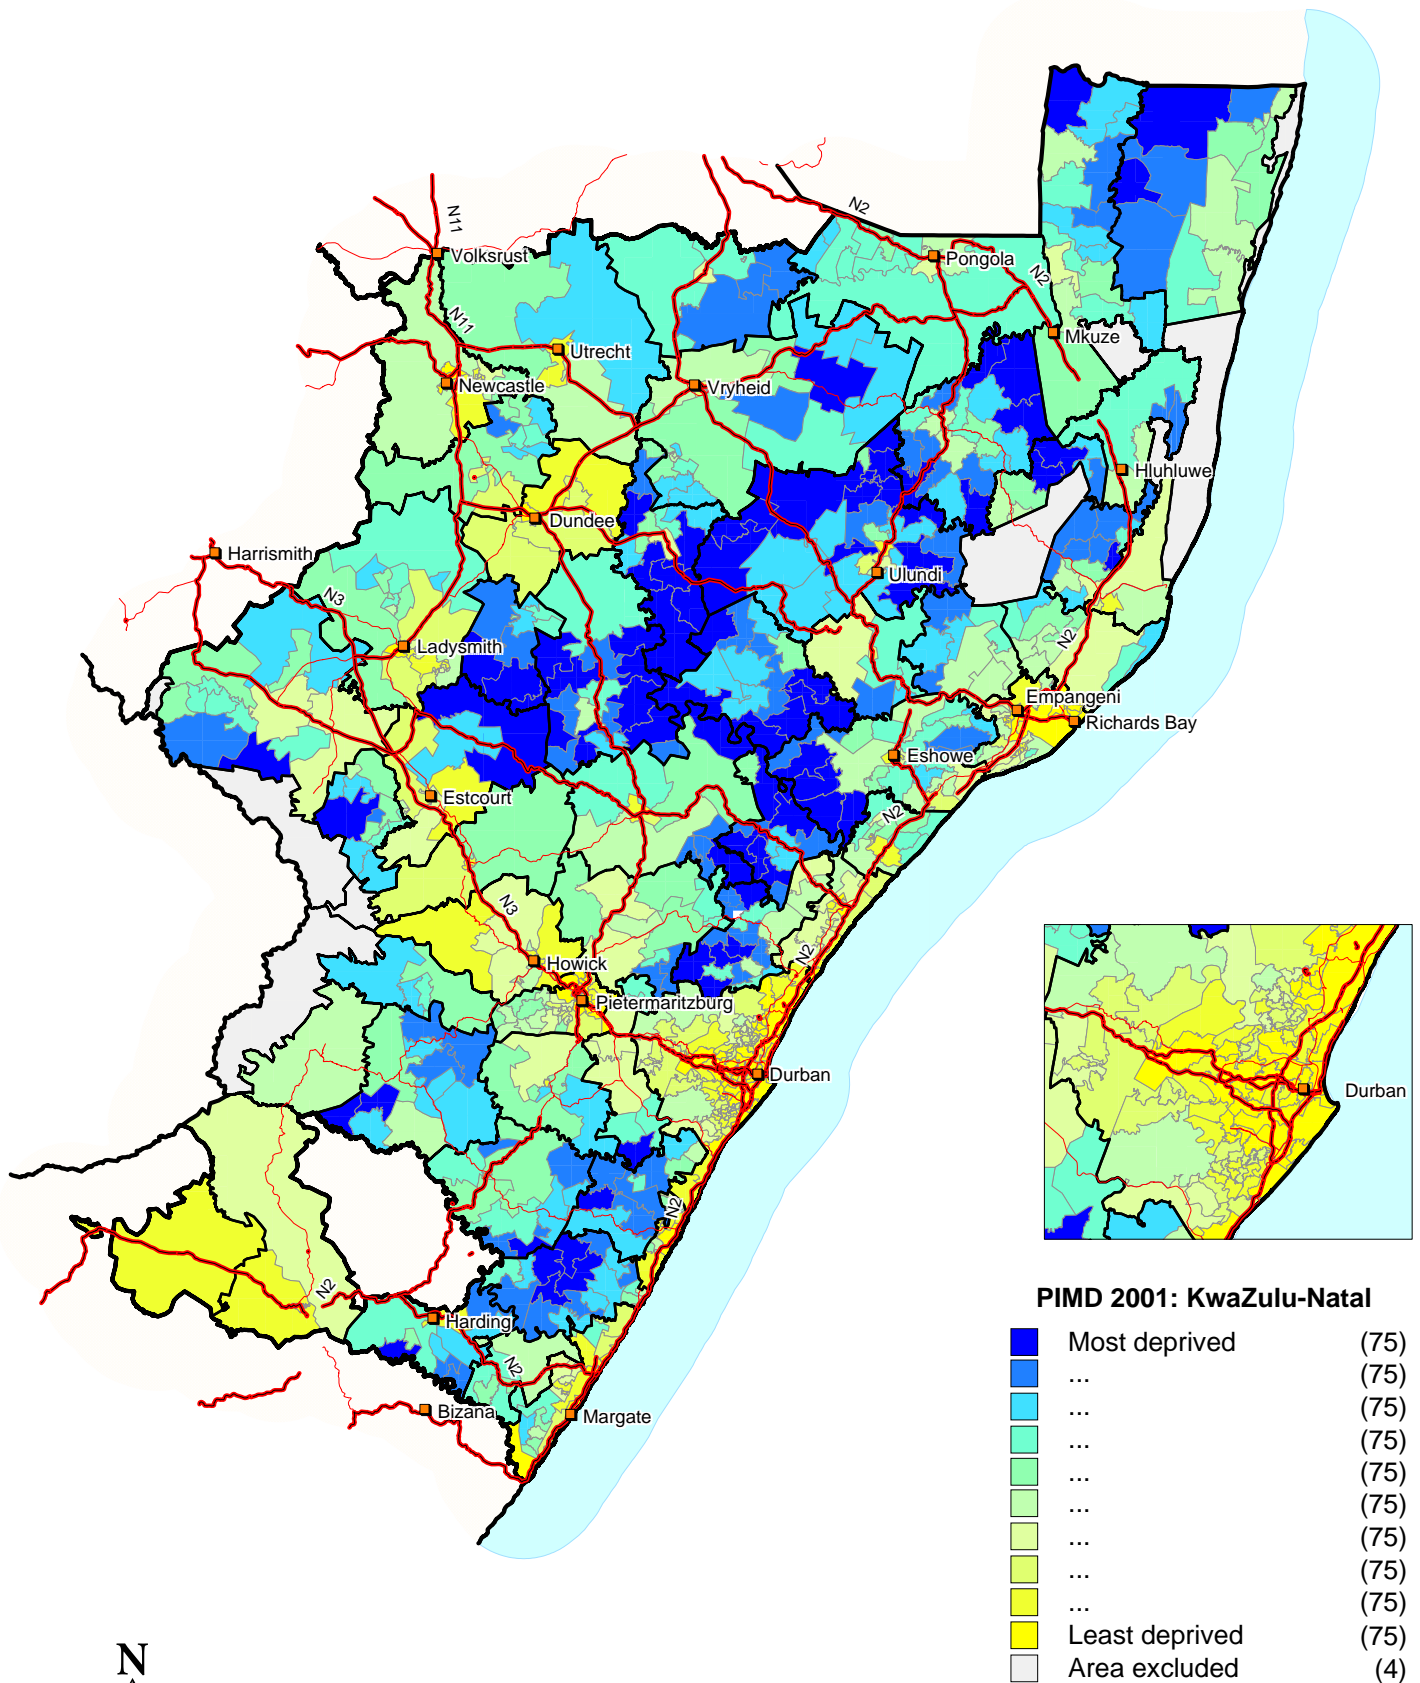 N2
N11
Volksrust
Pongola
N2
N11
Mkuze
Utrecht
Newcastle
Vryheid
Hluhluwe
Dundee
Harrismith
Ulundi
N3
Ladysmith
N2
Empangeni
Richards Bay
Eshowe
Estcourt
N2
N3
Howick
N2
Pietermaritzburg
Durban
Durban
N2
N2
Harding
N2
Bizana
Margate
PIMD 2001: KwaZulu-Natal
Most deprived (75)
... (75)
... (75)
... (75)
... (75)
... (75)
... (75)
... (75)
... (75)
Least deprived (75)
Area excluded (4)
N